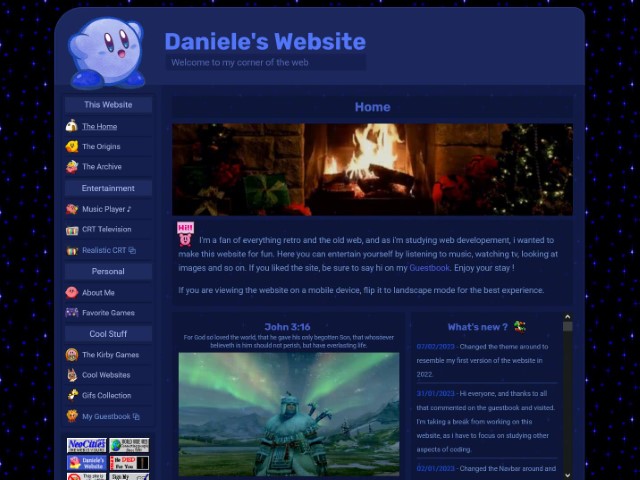 Daniele's Website
Welcome to my corner of the web
This Website
The Home
The Origins
The Archive
Entertainment
Music Player ♪
CRT Television
Realistic CRT
Personal
About Me
Favorite Games
Cool Stuff
The Kirby Games
Cool Websites
Gifs Collection
My Guestbook
NeoCities
Daniele's
Website
Home
Hi!!
I'm a fan of everything retro and the old web, and as i'm studying web developement, i wanted to
make this website for fun. Here you can entertain yourself by listening to music, watching tv, looking at
images and so on. If you liked the site, be sure to say hi on my Guestbook. Enjoy your stay !
If you are viewing the website on a mobile device, flip it to landscape mode for the best experience.
John 3:16
For God so loved the world, that he gave his only begotten Son, that whosoever
believeth in him should not perish, but have everlasting life.
What's new ?
07/02/2023 - Changed the theme around to
resemble my first version of the website in
2022.
31/01/2023 - Hi everyone, and thanks to all
that commented on the guestbook and visited.
I'm taking a break from working on this
website, as i have to focus on studying other
aspects of coding.
02/01/2023 - Changed the Navbar around and